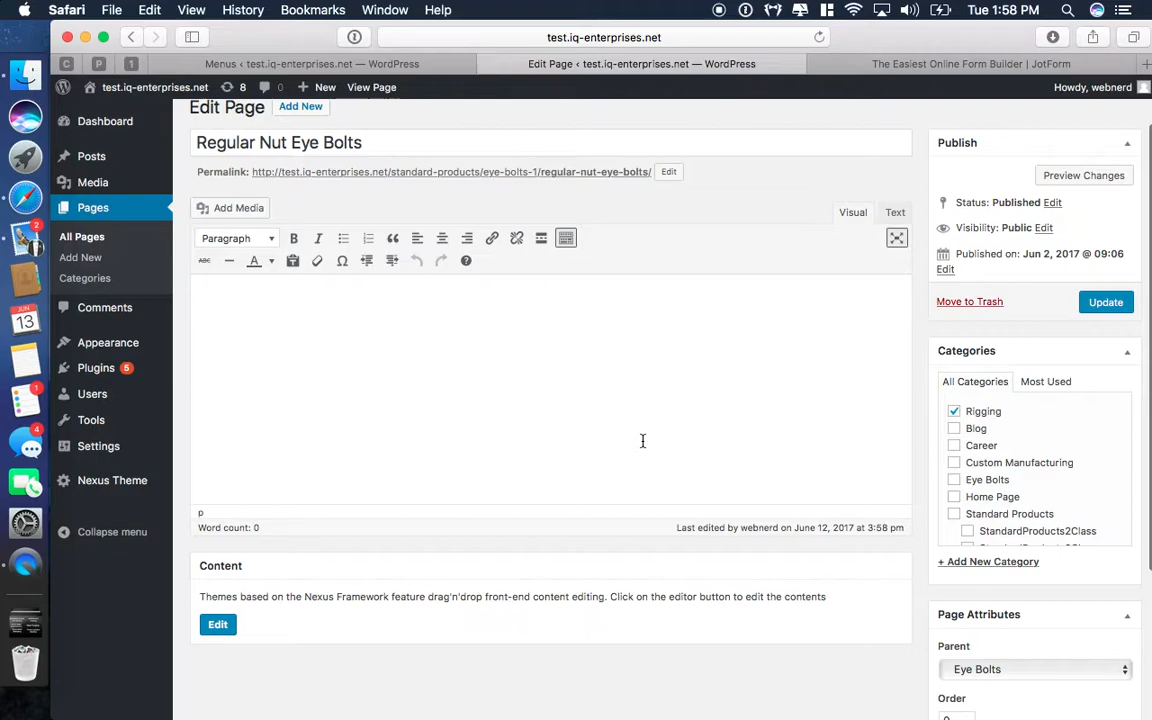 Safari File Edit View History Bookmarks Window Help Tue 1:58 PM
test.iq-enterprises.net
C P 1 Menus < test.iq-enterprises.net — WordPress Edit Page < test.iq-enterprises.net — WordPress The Easiest Online Form Builder | JotForm
test.iq-enterprises.net 8 0 New View Page Howdy, webnerd
Edit Page Add New
Dashboard
Posts
Media
Pages
All Pages
Add New
Categories
Comments
Appearance
Plugins 5
Users
Tools
Settings
Nexus Theme
Collapse menu
Regular Nut Eye Bolts
Permalink: http://test.iq-enterprises.net/standard-products/eye-bolts-1/regular-nut-eye-bolts/ Edit
Add Media
Visual Text
Paragraph B I
ABC A Ω
p
Word count: 0 Last edited by webnerd on June 12, 2017 at 3:58 pm
Content
Themes based on the Nexus Framework feature drag'n'drop front-end content editing. Click on the editor button to edit the contents
Edit
Publish
Preview Changes
Status: Published Edit
Visibility: Public Edit
Published on: Jun 2, 2017 @ 09:06
Edit
Move to Trash Update
Categories
All Categories Most Used
Rigging
Blog
Career
Custom Manufacturing
Eye Bolts
Home Page
Standard Products
StandardProducts2Class
+ Add New Category
Page Attributes
Parent
Eye Bolts
Order
2
JUN
13
1
4